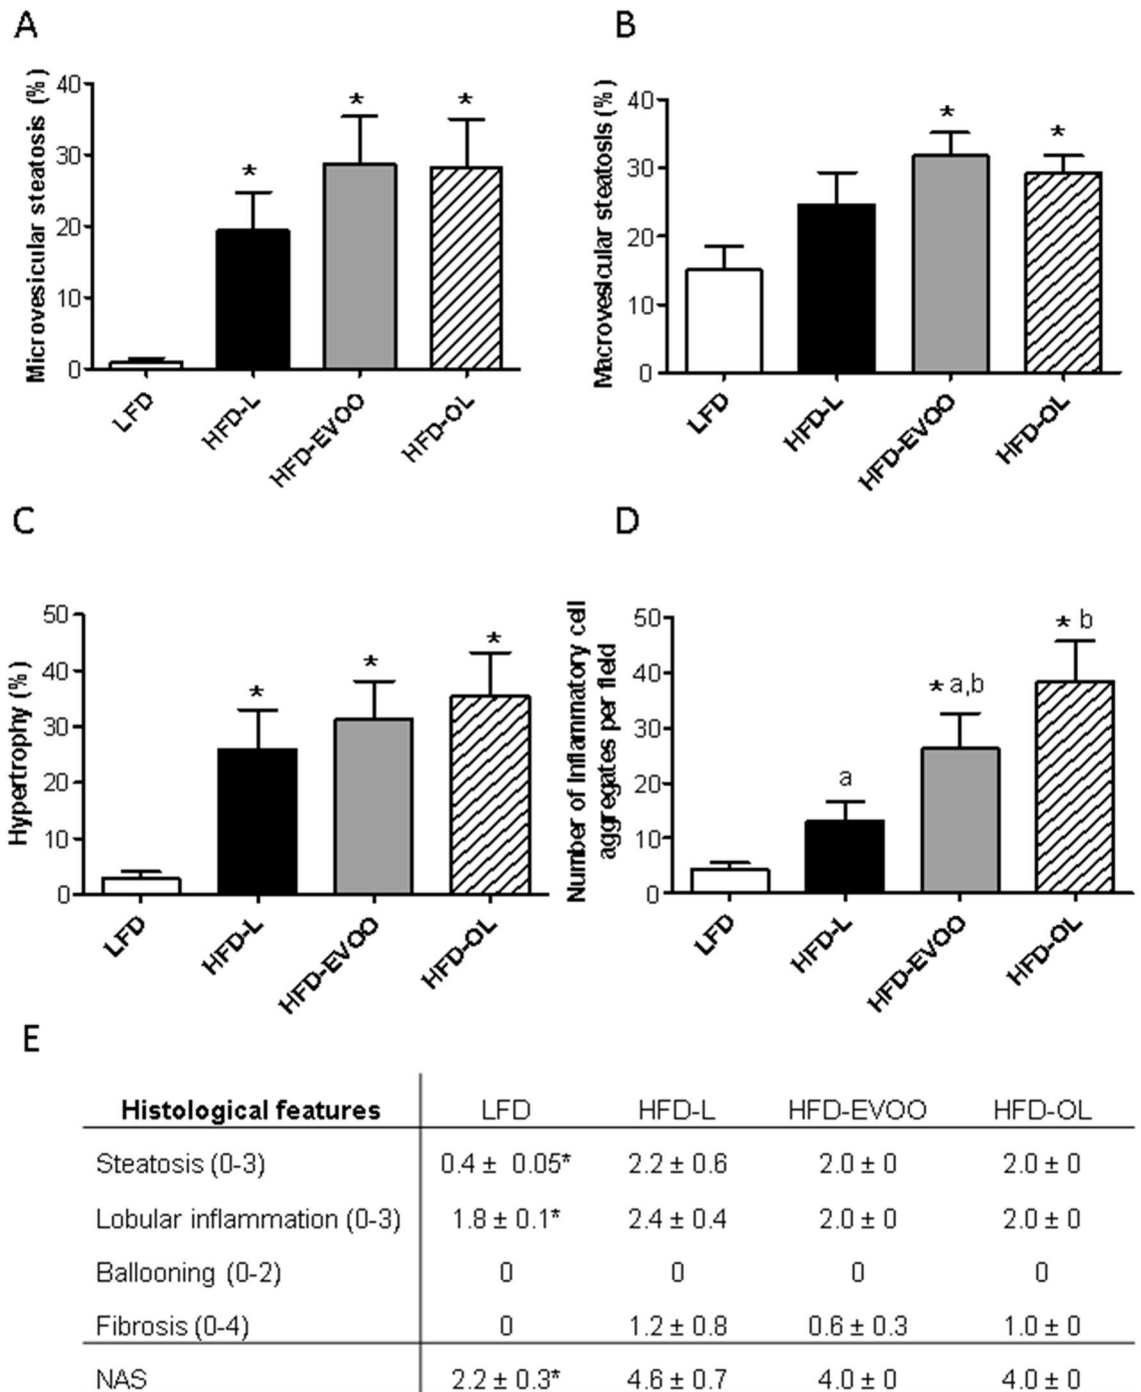 A
Microvesicular steatosis (%)
40
30
20
10
0
*
*
*
LFD
HFD-L
HFD-EVOO
HFD-OL
B
Macrovesicular steatosis (%)
40
30
20
10
0
*
*
LFD
HFD-L
HFD-EVOO
HFD-OL
C
Hypertrophy (%)
50
40
30
20
10
0
*
*
*
LFD
HFD-L
HFD-EVOO
HFD-OL
D
Number of inflammatory cell
aggregates per field
50
40
30
20
10
0
a
* a,b
* b
LFD
HFD-L
HFD-EVOO
HFD-OL
E
Histological features LFD HFD-L HFD-EVOO HFD-OL
Steatosis (0-3) 0.4 ± 0.05* 2.2 ± 0.6 2.0 ± 0 2.0 ± 0
Lobular inflammation (0-3) 1.8 ± 0.1* 2.4 ± 0.4 2.0 ± 0 2.0 ± 0
Ballooning (0-2) 0 0 0 0
Fibrosis (0-4) 0 1.2 ± 0.8 0.6 ± 0.3 1.0 ± 0
NAS 2.2 ± 0.3* 4.6 ± 0.7 4.0 ± 0 4.0 ± 0